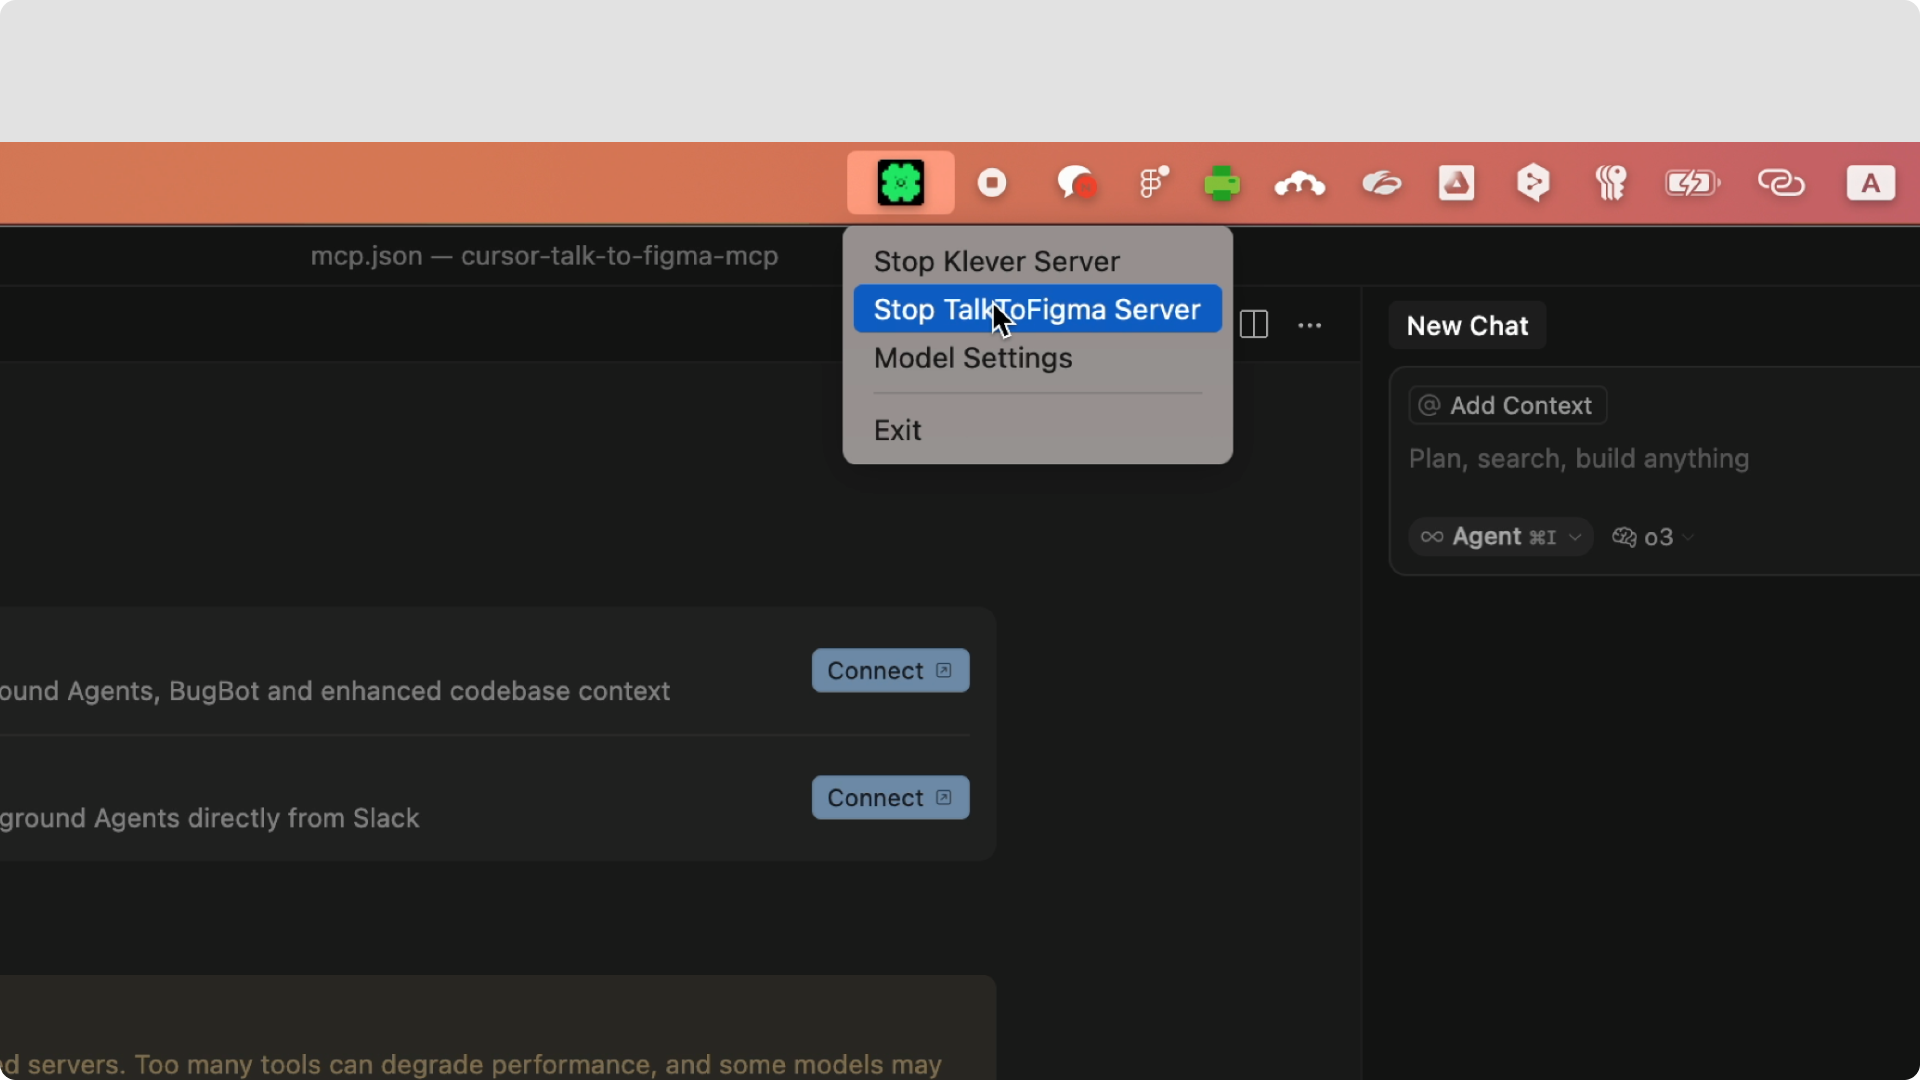 A
mcp.json — cursor-talk-to-figma-mcp
Stop Klever Server
Stop TalkToFigma Server
Model Settings
Exit
New Chat
@ Add Context
Plan, search, build anything
∞ Agent ⌘I
o3
Connect
ound Agents, BugBot and enhanced codebase context
Connect
ground Agents directly from Slack
d servers. Too many tools can degrade performance, and some models may